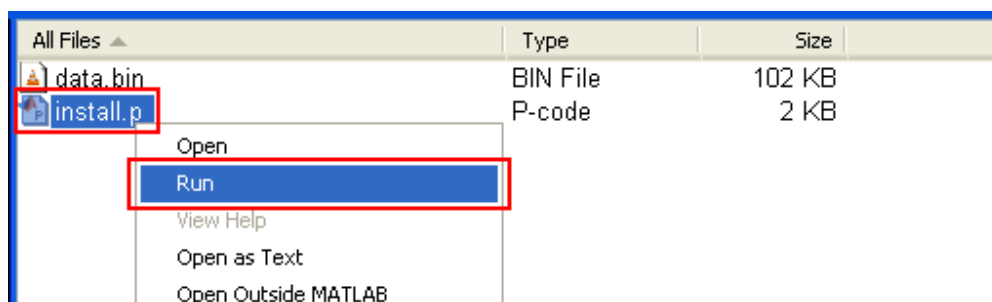 All Files Type Size
data.bin BIN File 102 KB
install.p P-code 2 KB
Open
Run
View Help
Open as Text
Open Outside MATLAB